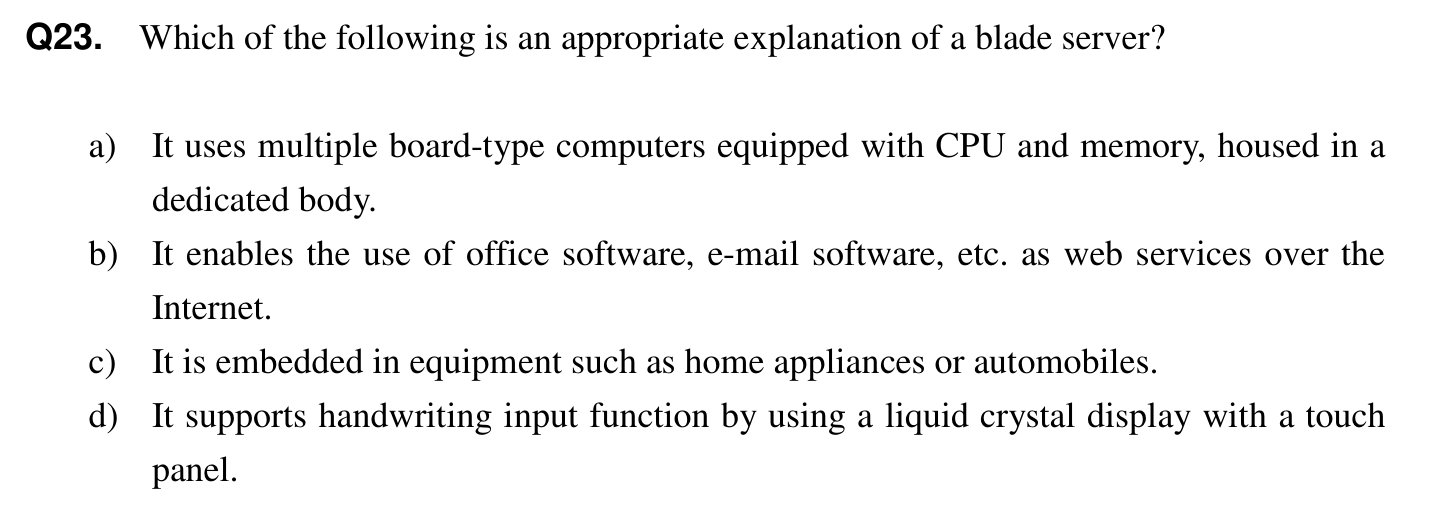 Q23. Which of the following is an appropriate explanation of a blade server?
a) It uses multiple board-type computers equipped with CPU and memory, housed in a
dedicated body.
b) It enables the use of office software, e-mail software, etc. as web services over the
Internet.
c) It is embedded in equipment such as home appliances or automobiles.
d) It supports handwriting input function by using a liquid crystal display with a touch
panel.